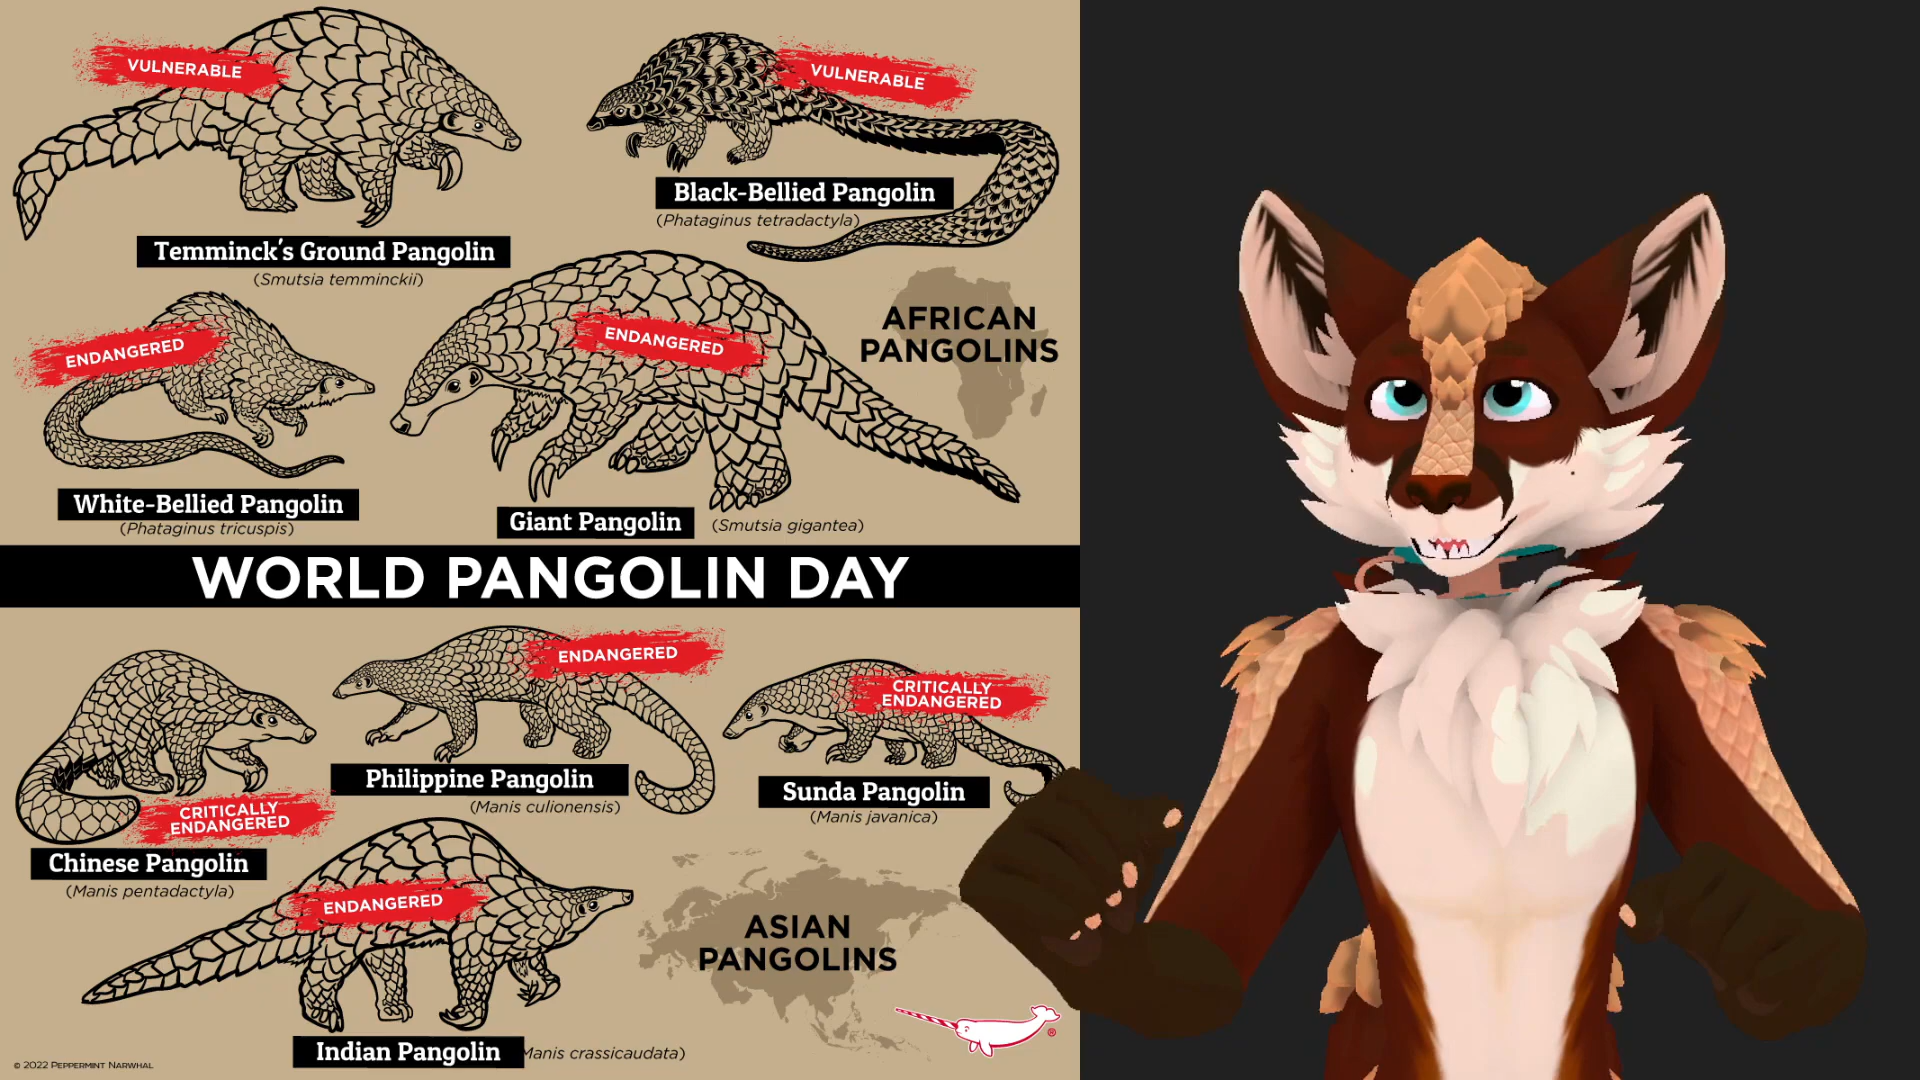 VULNERABLE
Temminck's Ground Pangolin
(Smutsia temminckii)
VULNERABLE
Black-Bellied Pangolin
(Phataginus tetradactyla)
AFRICAN
PANGOLINS
ENDANGERED
White-Bellied Pangolin
(Phataginus tricuspis)
ENDANGERED
Giant Pangolin
(Smutsia gigantea)
WORLD PANGOLIN DAY
CRITICALLY
ENDANGERED
Chinese Pangolin
(Manis pentadactyla)
ENDANGERED
Philippine Pangolin
(Manis culionensis)
CRITICALLY
ENDANGERED
Sunda Pangolin
(Manis javanica)
ENDANGERED
Indian Pangolin
Manis crassicaudata)
ASIAN
PANGOLINS
®
© 2022 PEPPERMINT NARWHAL